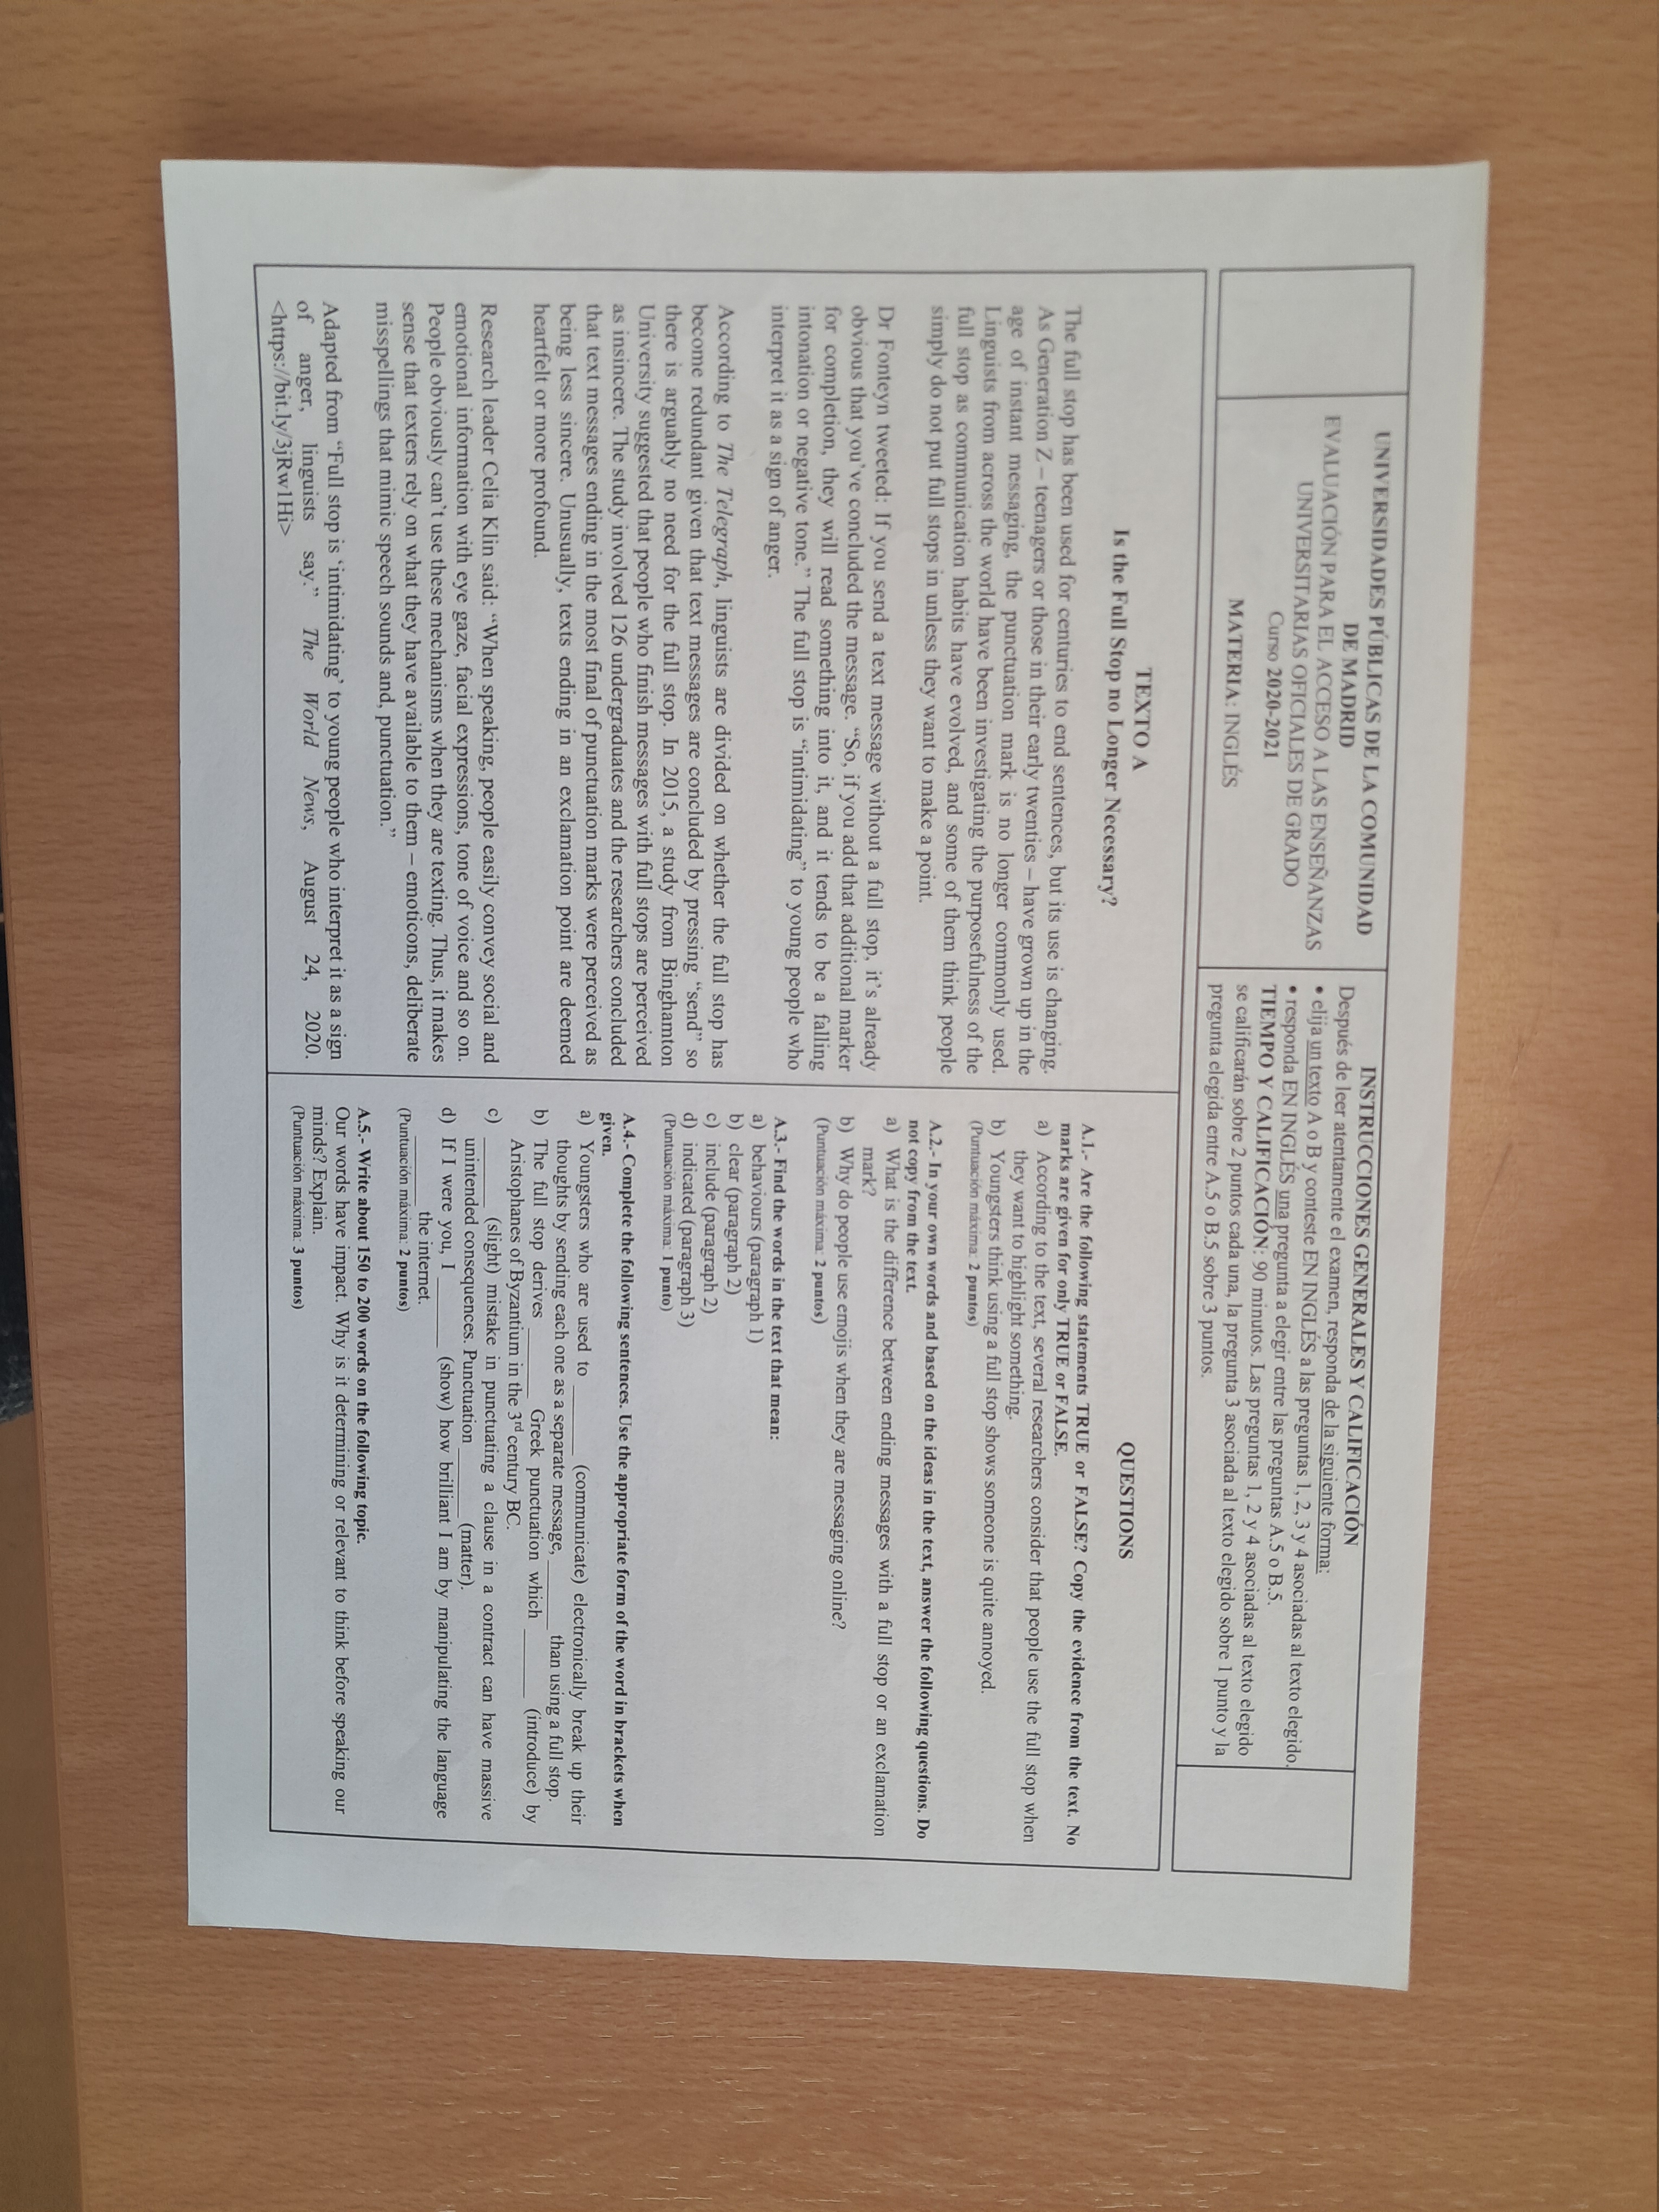 UNIVERSIDADES PÚBLICAS DE LA COMUNIDAD
DE MADRID
EVALUACIÓN PARA EL ACCESO A LAS ENSEÑANZAS
UNIVERSITARIAS OFICIALES DE GRADO
Curso 2020-2021
MATERIA: INGLÉS
INSTRUCCIONES GENERALES Y CALIFICACIÓN
Después de leer atentamente el examen, responda de la siguiente forma:
• elija un texto A o B y conteste EN INGLÉS a las preguntas 1, 2, 3 y 4 asociadas al texto elegido.
• responda EN INGLÉS una pregunta a elegir entre las preguntas A.5 o B.5.
TIEMPO Y CALIFICACIÓN: 90 minutos. Las preguntas 1, 2 y 4 asociadas al texto elegido
se calificarán sobre 2 puntos cada una, la pregunta 3 asociada al texto elegido sobre 1 punto y la
pregunta elegida entre A.5 o B.5 sobre 3 puntos.
TEXTO A
Is the Full Stop no Longer Necessary?
The full stop has been used for centuries to end sentences, but its use is changing.
As Generation Z – teenagers or those in their early twenties – have grown up in the
age of instant messaging, the punctuation mark is no longer commonly used.
Linguists from across the world have been investigating the purposefulness of the
full stop as communication habits have evolved, and some of them think people
simply do not put full stops in unless they want to make a point.
Dr Fonteyn tweeted: If you send a text message without a full stop, it's already
obvious that you've concluded the message. "So, if you add that additional marker
for completion, they will read something into it, and it tends to be a falling
intonation or negative tone." The full stop is "intimidating" to young people who
interpret it as a sign of anger.
According to The Telegraph, linguists are divided on whether the full stop has
become redundant given that text messages are concluded by pressing "send" so
there is arguably no need for the full stop. In 2015, a study from Binghamton
University suggested that people who finish messages with full stops are perceived
as insincere. The study involved 126 undergraduates and the researchers concluded
that text messages ending in the most final of punctuation marks were perceived as
being less sincere. Unusually, texts ending in an exclamation point are deemed
heartfelt or more profound.
Research leader Celia Klin said: "When speaking, people easily convey social and
emotional information with eye gaze, facial expressions, tone of voice and so on.
People obviously can't use these mechanisms when they are texting. Thus, it makes
sense that texters rely on what they have available to them – emoticons, deliberate
misspellings that mimic speech sounds and, punctuation."
Adapted from "Full stop is 'intimidating' to young people who interpret it as a sign
of anger, linguists say." The World News, August 24, 2020.
<https://bit.ly/3jRw1Hi>
QUESTIONS
A.1.- Are the following statements TRUE or FALSE? Copy the evidence from the text. No
marks are given for only TRUE or FALSE.
a) According to the text, several researchers consider that people use the full stop when
they want to highlight something.
b) Youngsters think using a full stop shows someone is quite annoyed.
(Puntuación máxima: 2 puntos)
A.2.- In your own words and based on the ideas in the text, answer the following questions. Do
not copy from the text.
a) What is the difference between ending messages with a full stop or an exclamation
mark?
b) Why do people use emojis when they are messaging online?
(Puntuación máxima: 2 puntos)
A.3.- Find the words in the text that mean:
a) behaviours (paragraph 1)
b) clear (paragraph 2)
c) include (paragraph 2)
d) indicated (paragraph 3)
(Puntuación máxima: 1 punto)
A.4.- Complete the following sentences. Use the appropriate form of the word in brackets when
given.
a) Youngsters who are used to ________ (communicate) electronically break up their
thoughts by sending each one as a separate message, ________ than using a full stop.
b) The full stop derives ________ Greek punctuation which ________ (introduce) by
Aristophanes of Byzantium in the 3rd century BC.
c) ________ (slight) mistake in punctuating a clause in a contract can have massive
unintended consequences. Punctuation ________ (matter).
d) If I were you, I ________ (show) how brilliant I am by manipulating the language
________ the internet.
(Puntuación máxima: 2 puntos)
A.5.- Write about 150 to 200 words on the following topic.
Our words have impact. Why is it determining or relevant to think before speaking our
minds? Explain.
(Puntuación máxima: 3 puntos)